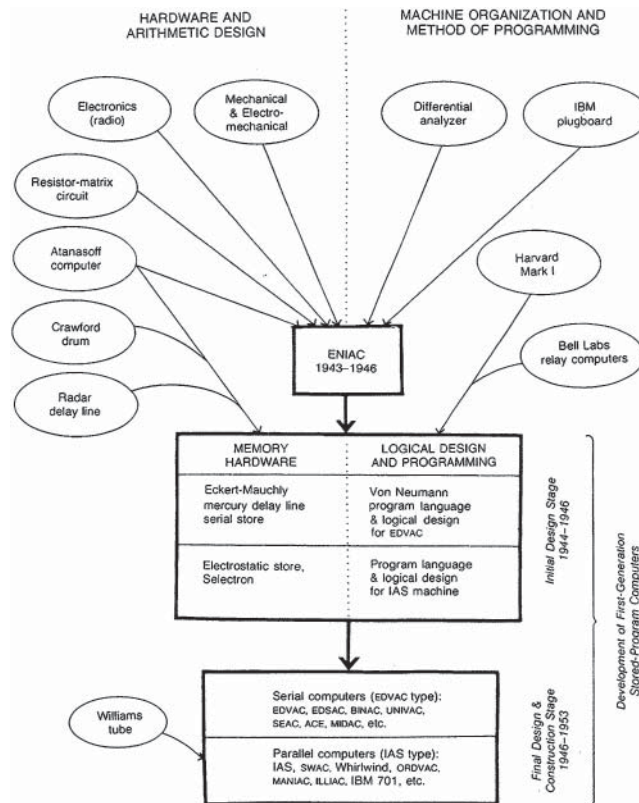 HARDWARE AND
ARITHMETIC DESIGN
MACHINE ORGANIZATION AND
METHOD OF PROGRAMMING
Electronics
(radio)
Mechanical
& Electro-
mechanical
Differential
analyzer
IBM
plugboard
Resistor-matrix
circuit
Atanasoff
computer
Harvard
Mark I
Crawford
drum
Bell Labs
relay computers
Radar
delay line
ENIAC
1943–1946
MEMORY
HARDWARE
LOGICAL DESIGN
AND PROGRAMMING
Eckert-Mauchly
mercury delay line
serial store
Von Neumann
program language
& logical design
for EDVAC
Electrostatic store,
Selectron
Program language
& logical design
for IAS machine
Initial Design Stage
1944–1946
Development of First-Generation
Stored-Program Computers
Williams
tube
Serial computers (EDVAC type):
EDVAC, EDSAC, BINAC, UNIVAC,
SEAC, ACE, MIDAC, etc.
Parallel computers (IAS type):
IAS, SWAC, Whirlwind, ORDVAC,
MANIAC, ILLIAC, IBM 701, etc.
Final Design &
Construction Stage
1946–1953